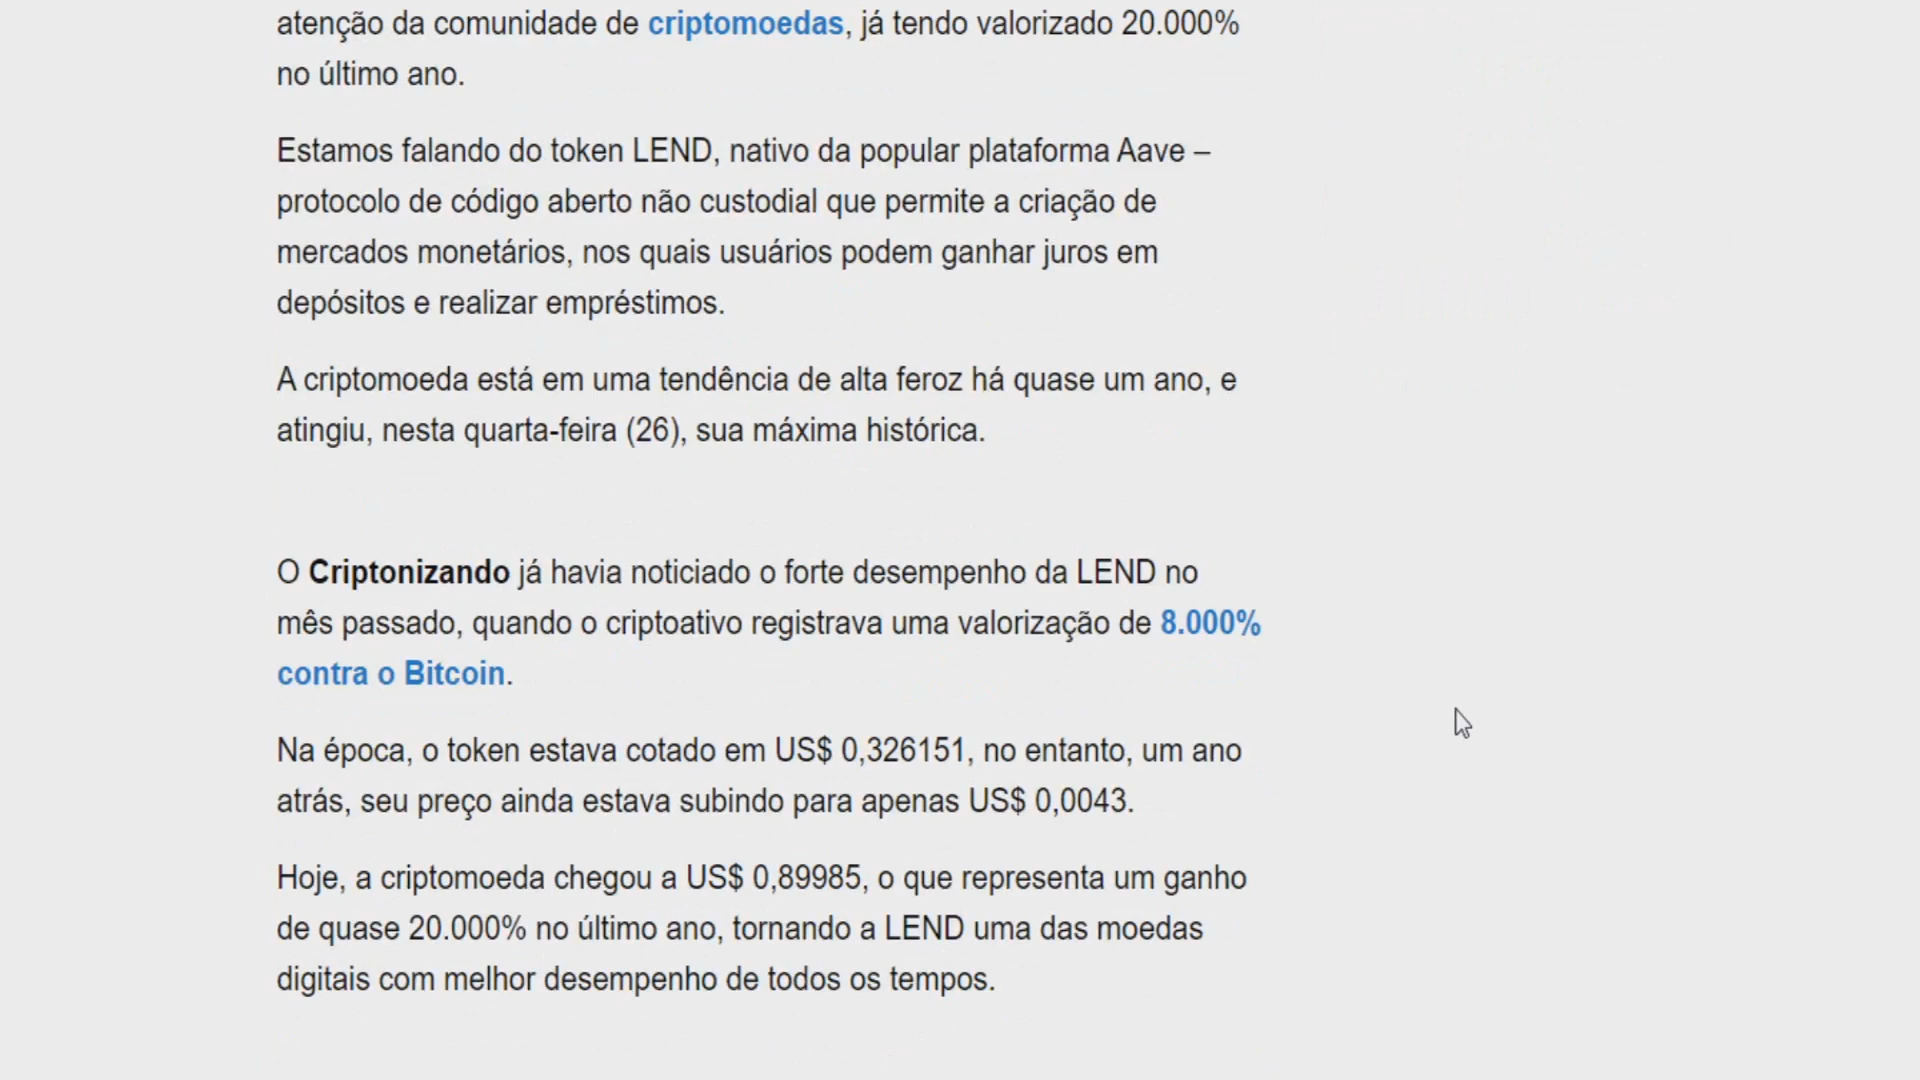 atenção da comunidade de criptomoedas, já tendo valorizado 20.000%
no último ano.
Estamos falando do token LEND, nativo da popular plataforma Aave –
protocolo de código aberto não custodial que permite a criação de
mercados monetários, nos quais usuários podem ganhar juros em
depósitos e realizar empréstimos.
A criptomoeda está em uma tendência de alta feroz há quase um ano, e
atingiu, nesta quarta-feira (26), sua máxima histórica.
O Criptonizando já havia noticiado o forte desempenho da LEND no
mês passado, quando o criptoativo registrava uma valorização de 8.000%
contra o Bitcoin.
Na época, o token estava cotado em US$ 0,326151, no entanto, um ano
atrás, seu preço ainda estava subindo para apenas US$ 0,0043.
Hoje, a criptomoeda chegou a US$ 0,89985, o que representa um ganho
de quase 20.000% no último ano, tornando a LEND uma das moedas
digitais com melhor desempenho de todos os tempos.